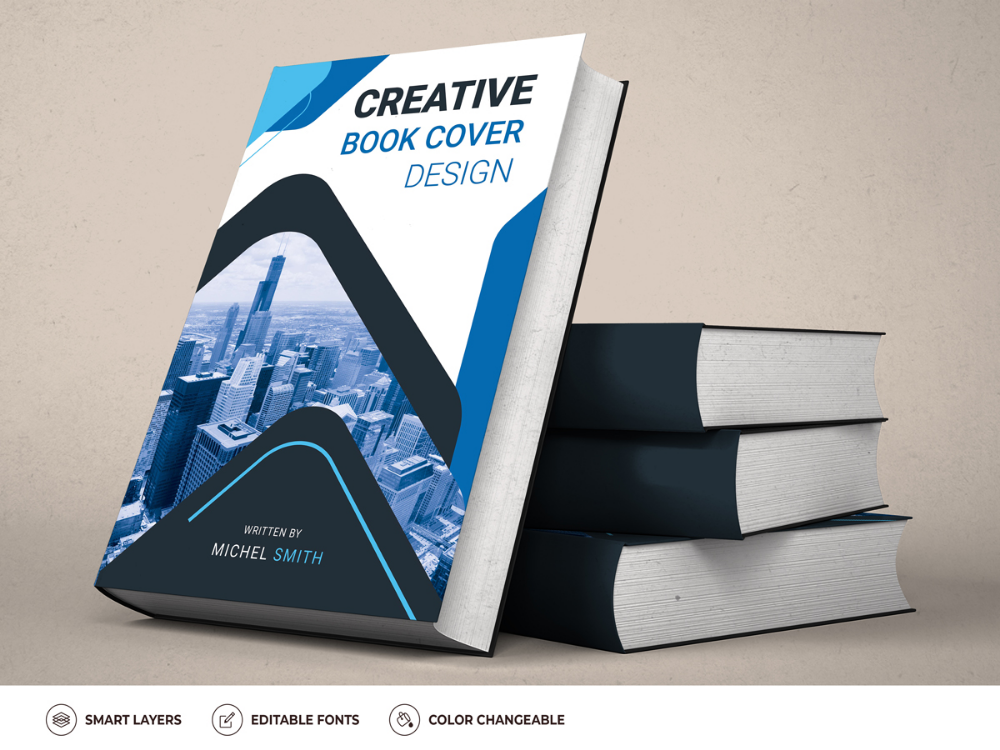 CREATIVE
BOOK COVER
DESIGN
WRITTEN BY
MICHEL SMITH
SMART LAYERS
EDITABLE FONTS
COLOR CHANGEABLE